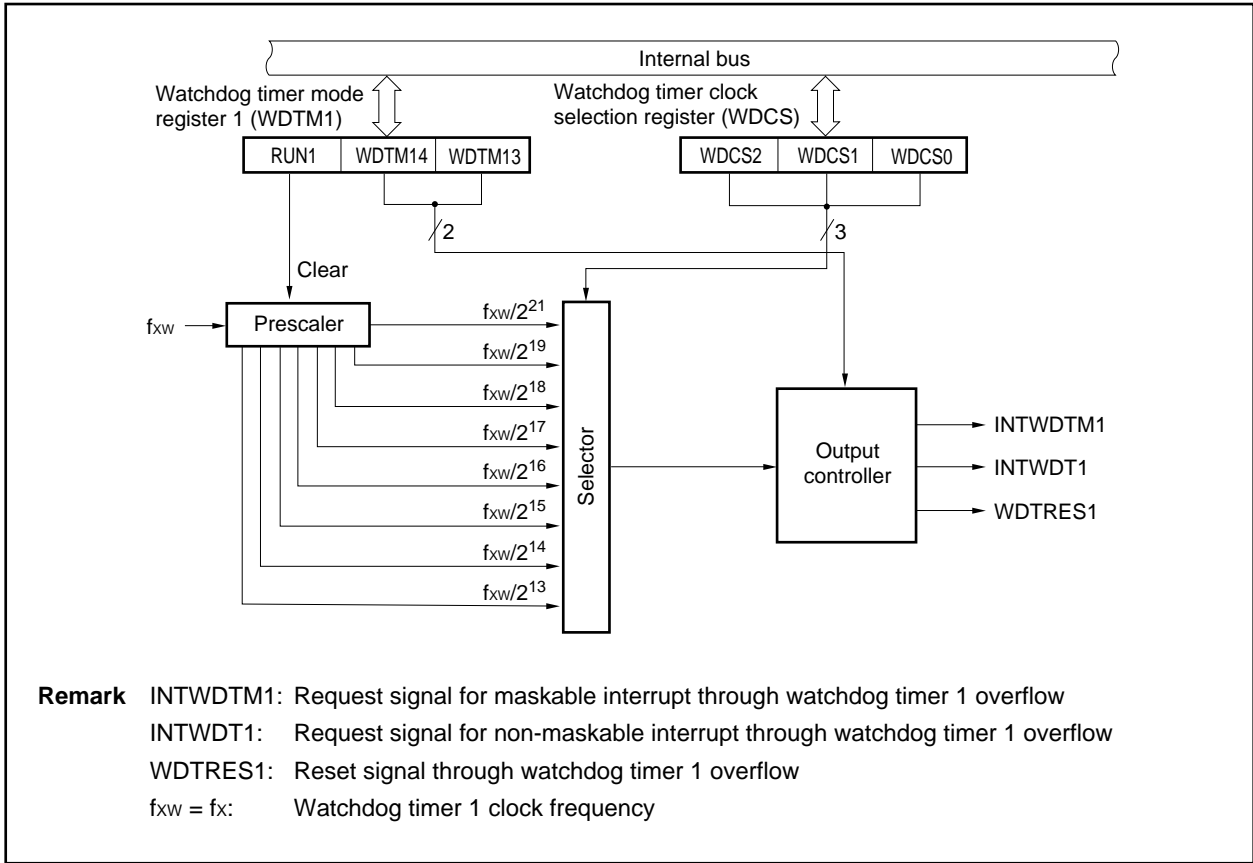 Internal bus
Watchdog timer mode
register 1 (WDTM1)
Watchdog timer clock
selection register (WDCS)
RUN1 WDTM14 WDTM13
WDCS2 WDCS1 WDCS0
2
3
Clear
fXW
Prescaler
fXW/2^21
fXW/2^19
fXW/2^18
fXW/2^17
fXW/2^16
fXW/2^15
fXW/2^14
fXW/2^13
Selector
Output
controller
INTWDTM1
INTWDT1
WDTRES1
Remark INTWDTM1: Request signal for maskable interrupt through watchdog timer 1 overflow
INTWDT1: Request signal for non-maskable interrupt through watchdog timer 1 overflow
WDTRES1: Reset signal through watchdog timer 1 overflow
fXW = fX: Watchdog timer 1 clock frequency